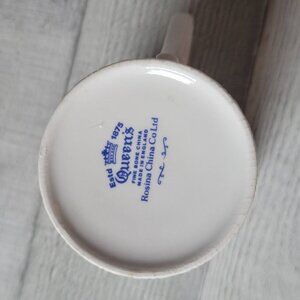 Estd 1875
Queen's
FINE BONE CHINA
MADE IN ENGLAND
Rosina China Co Ltd